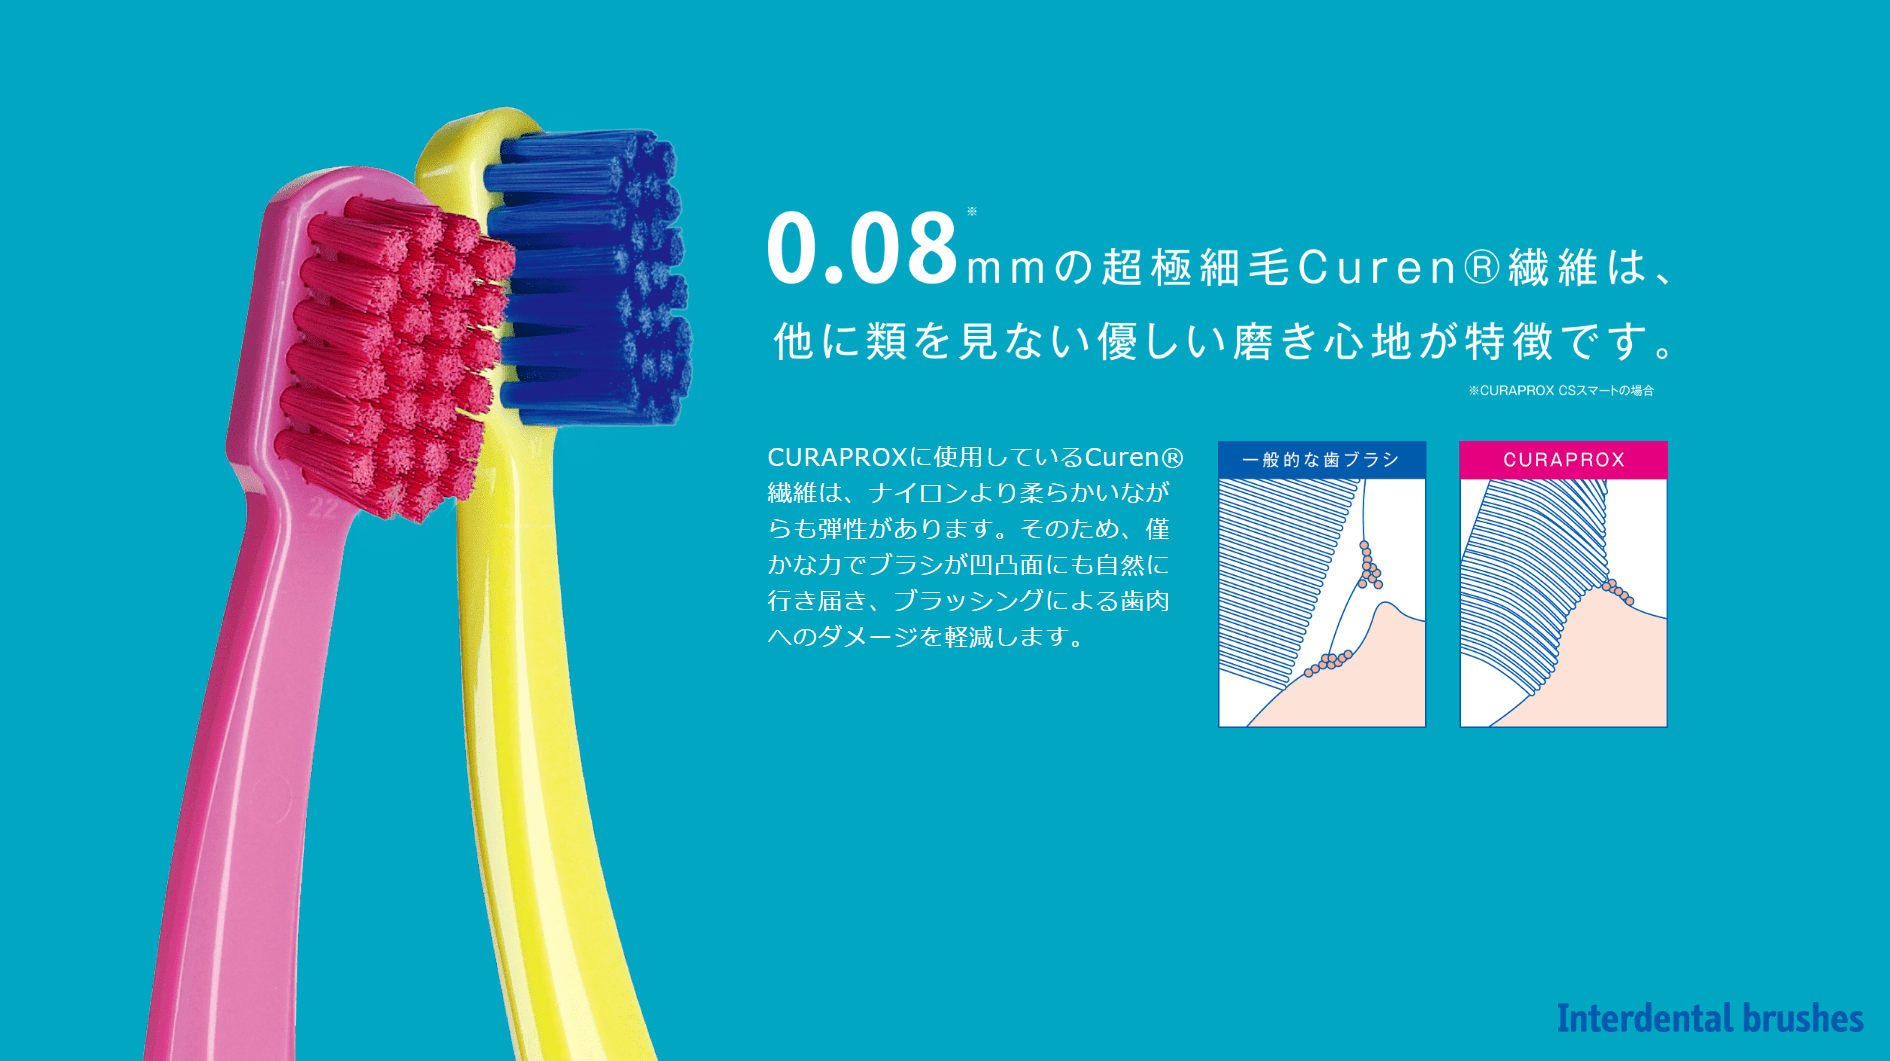 0.08※mmの超極細毛Curen®繊維は、
他に類を見ない優しい磨き心地が特徴です。
※CURAPROX CSスマートの場合
CURAPROXに使用しているCuren®
繊維は、ナイロンより柔らかいなが
らも弾性があります。そのため、僅
かな力でブラシが凹凸面にも自然に
行き届き、ブラッシングによる歯肉
へのダメージを軽減します。
一般的な歯ブラシ
CURAPROX
22
Interdental brushes